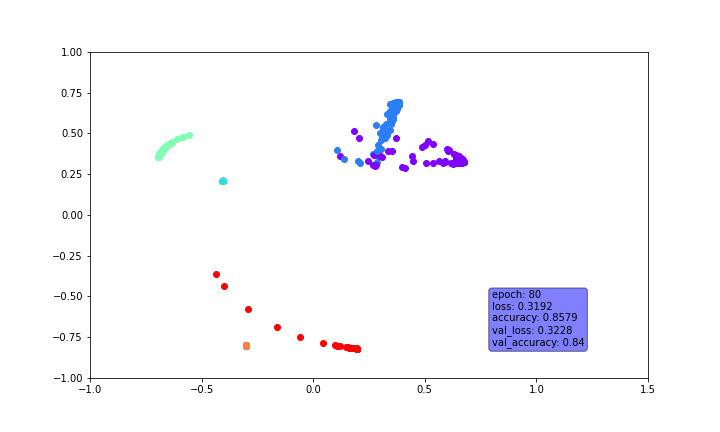 1.00
0.75
0.50
0.25
0.00
−0.25
−0.50
−0.75
−1.00
epoch: 80
loss: 0.3192
accuracy: 0.8579
val_loss: 0.3228
val_accuracy: 0.84
−1.0 −0.5 0.0 0.5 1.0 1.5